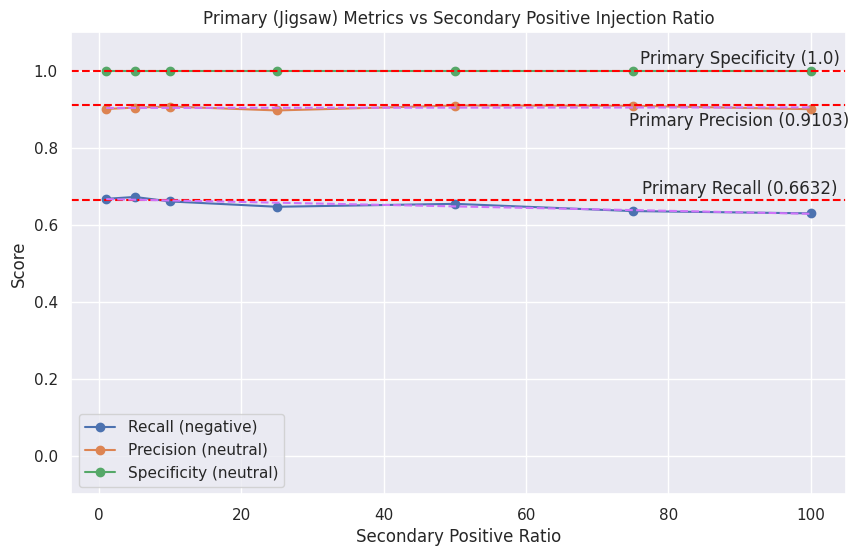 Primary (Jigsaw) Metrics vs Secondary Positive Injection Ratio
Primary Specificity (1.0)
1.0
Primary Precision (0.9103)
0.8
Primary Recall (0.6632)
0.6
Score
0.4
0.2
Recall (negative)
Precision (neutral)
0.0
Specificity (neutral)
0 20 40 60 80 100
Secondary Positive Ratio